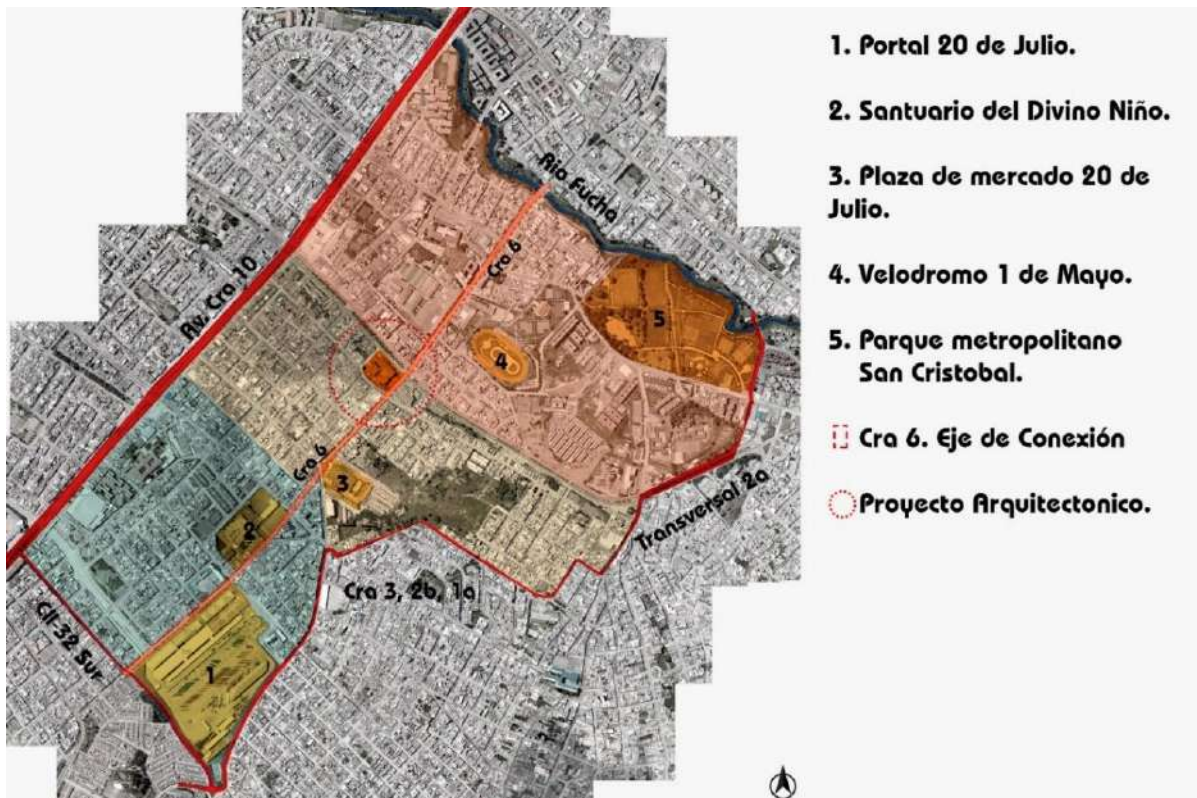 1. Portal 20 de Julio.
2. Santuario del Divino Niño.
3. Plaza de mercado 20 de
Julio.
4. Velodromo 1 de Mayo.
5. Parque metropolitano
San Cristobal.
Cra 6. Eje de Conexión
Proyecto Arquitectonico.
Rio Fucha
Cra 6
Av. Cra 10
5
4
Cra 6
3
2
Transversal 2a
Cra 3, 2b, 1a
Cll-32 Sur
1